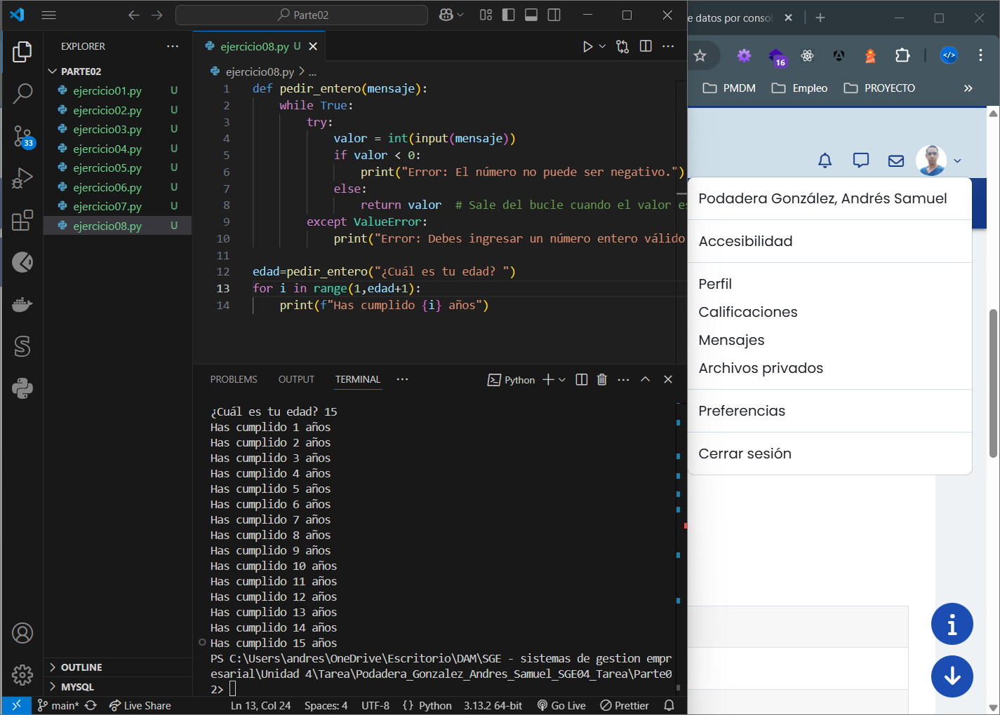 Parte02
EXPLORER
PARTE02
ejercicio01.py U
ejercicio02.py U
ejercicio03.py U
ejercicio04.py U
ejercicio05.py U
ejercicio06.py U
ejercicio07.py U
ejercicio08.py U
33
OUTLINE
MYSQL
ejercicio08.py U
ejercicio08.py > ...
1 def pedir_entero(mensaje):
2 while True:
3 try:
4 valor = int(input(mensaje))
5 if valor < 0:
6 print("Error: El número no puede ser negativo.")
7 else:
8 return valor # Sale del bucle cuando el valor es
9 except ValueError:
10 print("Error: Debes ingresar un número entero válido
11
12 edad=pedir_entero("¿Cuál es tu edad? ")
13 for i in range(1,edad+1):
14 print(f"Has cumplido {i} años")
PROBLEMS OUTPUT TERMINAL ... Python
¿Cuál es tu edad? 15
Has cumplido 1 años
Has cumplido 2 años
Has cumplido 3 años
Has cumplido 4 años
Has cumplido 5 años
Has cumplido 6 años
Has cumplido 7 años
Has cumplido 8 años
Has cumplido 9 años
Has cumplido 10 años
Has cumplido 11 años
Has cumplido 12 años
Has cumplido 13 años
Has cumplido 14 años
Has cumplido 15 años
PS C:\Users\andres\OneDrive\Escritorio\DAM\SGE - sistemas de gestion empr
esarial\Unidad 4\Tarea\Podadera_Gonzalez_Andres_Samuel_SGE04_Tarea\Parte0
2>
main* Live Share Ln 13, Col 24 Spaces: 4 UTF-8 {} Python 3.13.2 64-bit Go Live Prettier
e datos por consol
16
PMDM Empleo PROYECTO
Podadera González, Andrés Samuel
Accesibilidad
Perfil
Calificaciones
Mensajes
Archivos privados
Preferencias
Cerrar sesión